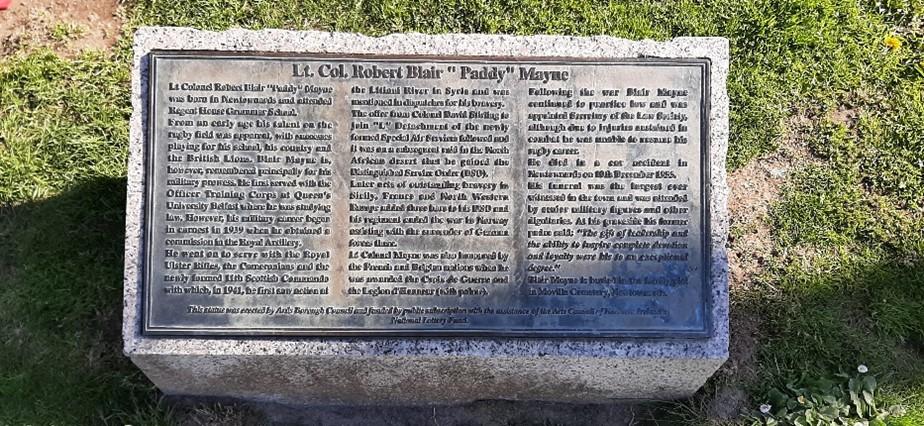 Lt. Col. Robert Blair "Paddy" Mayne
Lt Colonel Robert Blair "Paddy" Mayne
was born in Newtownards and attended
Regent House Grammar School.
From an early age his talent on the
rugby field was apparent, with successes
playing for his school, his country and
the British Lions. Blair Mayne is,
however, remembered principally for his
military prowess. He first served with the
Officer Training Corps at Queen's
University Belfast when he was studying
law. However, his military career began
in earnest in 1939 when he obtained a
commission in the Royal Artillery.
He went on to serve with the Royal
Ulster Rifles, the Cameronians and the
newly formed 11th Scottish Commando
with which, in 1941, he first saw action at
the Litiani River in Syria and was
mentioned in dispatches for his bravery.
The offer from Colonel David Stirling to
join "L" Detachment of the newly
formed Special Air Services followed and
it was on a subsequent raid in the North
African desert that he gained the
Distinguished Service Order (DSO).
Later acts of outstanding bravery in
Sicily, France and North Western
Europe added three bars to his DSO and
his regiment ended the war in Norway
assisting with the surrender of German
forces there.
Lt Colonel Mayne was also honoured by
the French and Belgian nations when he
was awarded the Croix de Guerre and
the Legion d'Honneur (with palm).
Following the war Blair Mayne
continued to practice law and was
appointed Secretary of the Law Society,
although due to injuries sustained in
combat he was unable to resume his
rugby career.
He died in a car accident in
Newtownards on December 1955.
His funeral was the largest ever
witnessed in the town and was attended
by senior military figures and other
dignitaries. At his graveside his former
padre said: "The gift of leadership and
the ability to inspire complete devotion
and loyalty were his to an exceptional
degree."
Blair Mayne is buried in the family plot
in Movilla Cemetery, Newtownards.
This statue was erected by Ards Borough Council and funded by public subscription with the assistance of the Arts Council of Northern Ireland's
National Lottery Fund.